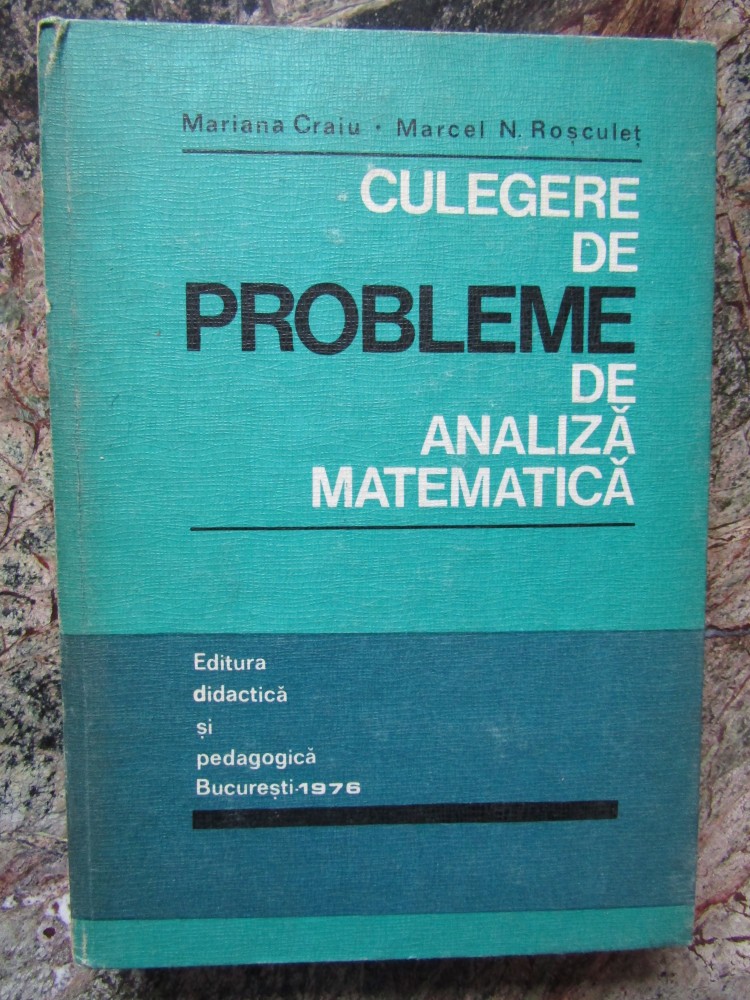 Mariana Craiu · Marcel N. Roșculeț
CULEGERE
DE
PROBLEME
DE
ANALIZĂ
MATEMATICĂ
Editura
didactică
și
pedagogică
București·1976